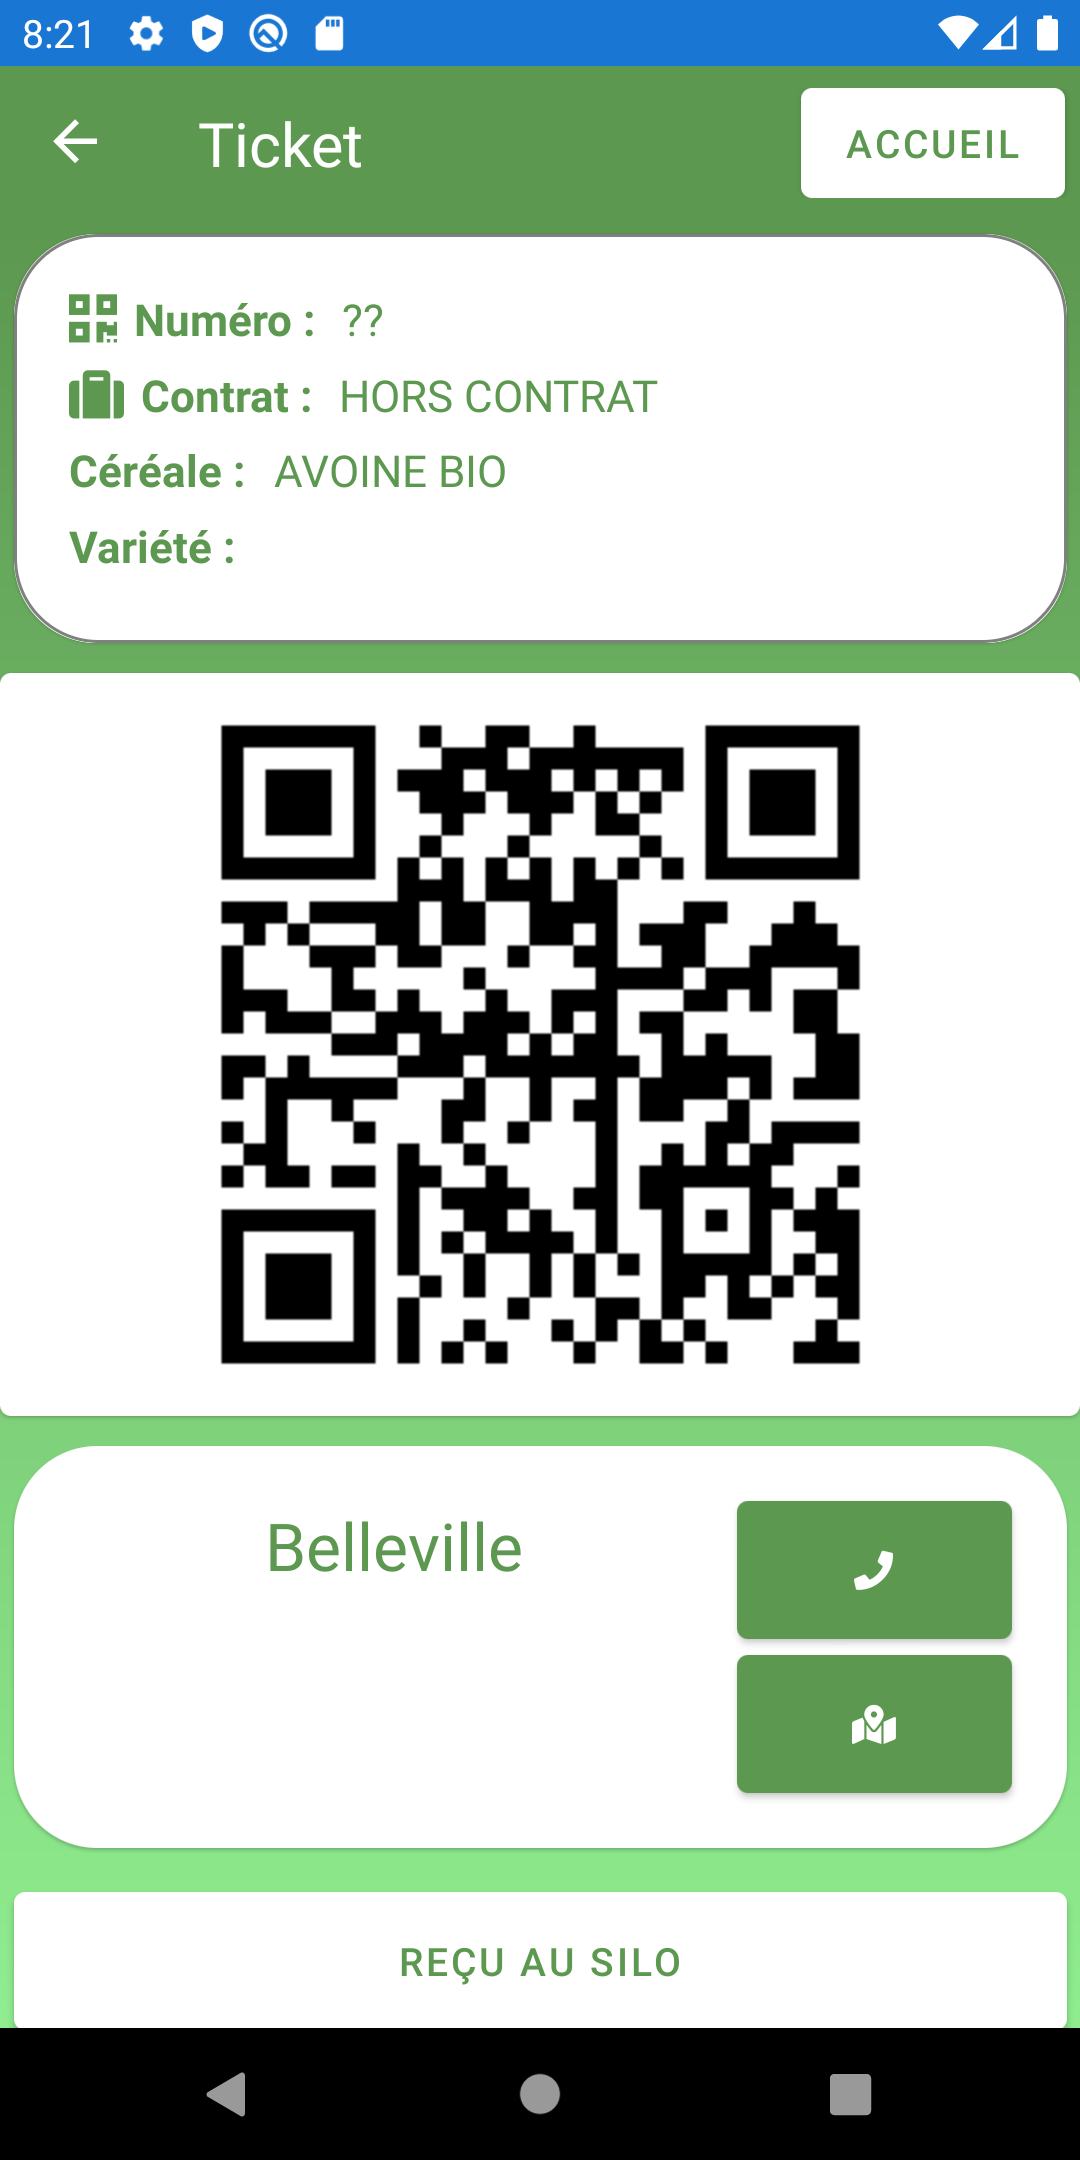 8:21
Ticket
ACCUEIL
Numéro : ??
Contrat : HORS CONTRAT
Céréale : AVOINE BIO
Variété :
Belleville
REÇU AU SILO